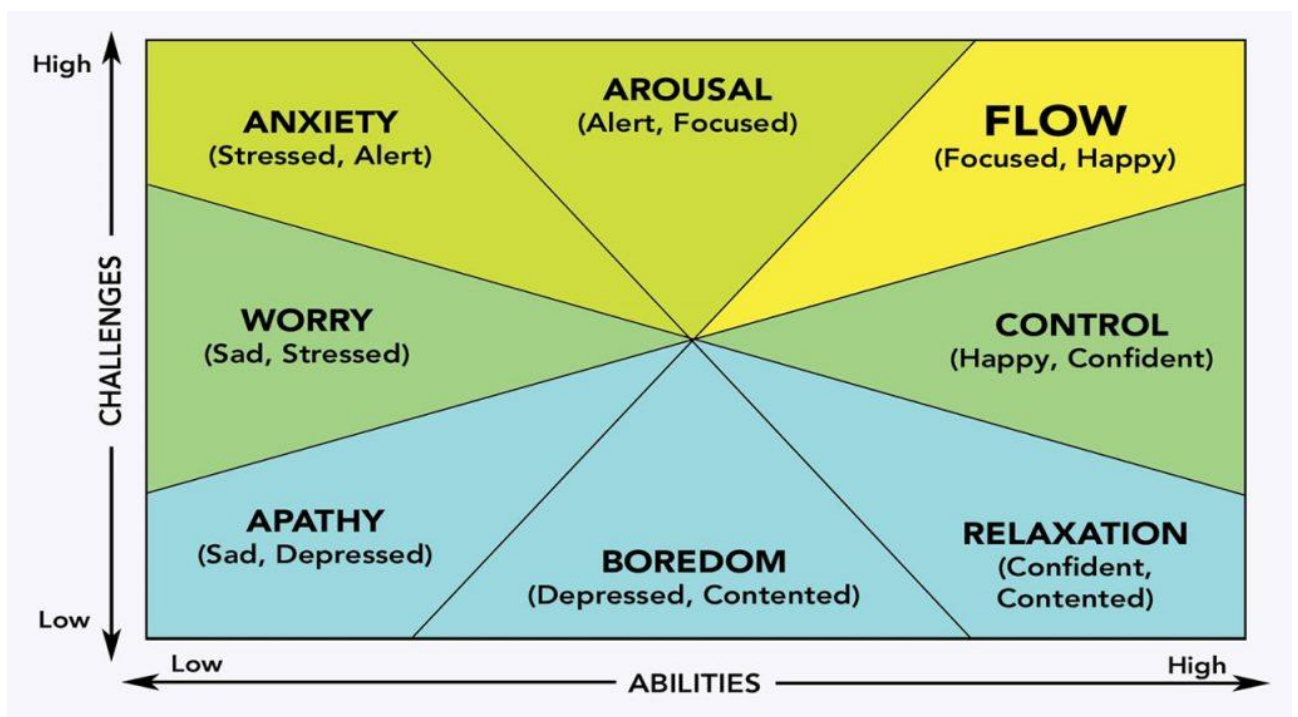 High
AROUSAL
(Alert, Focused)
ANXIETY
(Stressed, Alert)
FLOW
(Focused, Happy)
CHALLENGES
WORRY
(Sad, Stressed)
CONTROL
(Happy, Confident)
APATHY
(Sad, Depressed)
BOREDOM
(Depressed, Contented)
RELAXATION
(Confident,
Contented)
Low
Low
High
ABILITIES